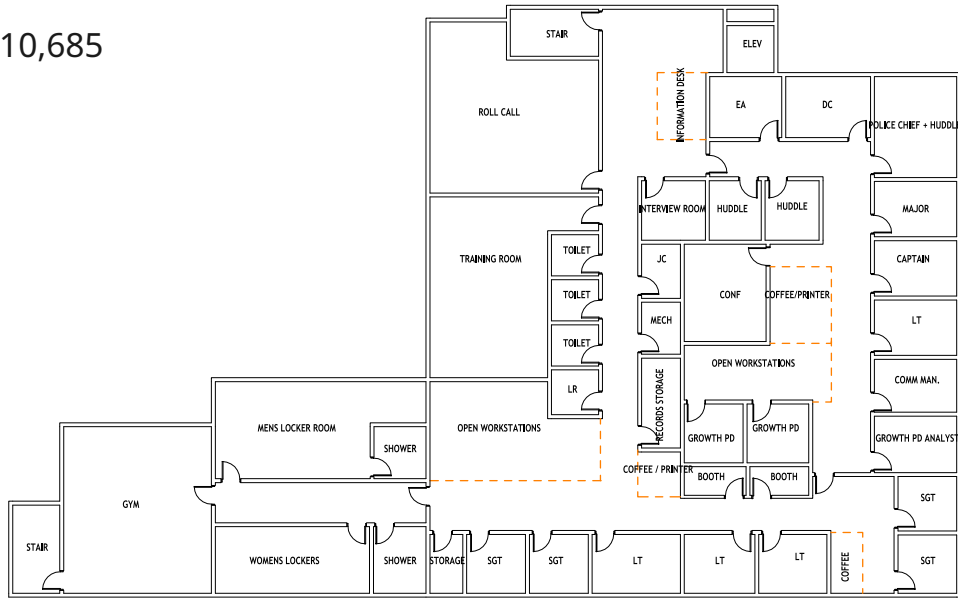 10,685
STAIR
ELEV
INFORMATION DESK
EA
DC
ROLL CALL
POLICE CHIEF + HUDDLE
INTERVIEW ROOM
HUDDLE
HUDDLE
MAJOR
TOILET
TRAINING ROOM
JC
CAPTAIN
TOILET
CONF
COFFEE/PRINTER
MECH
LT
TOILET
OPEN WORKSTATIONS
LR
RECORDS STORAGE
COMM MAN.
MENS LOCKER ROOM
OPEN WORKSTATIONS
SHOWER
GROWTH PD
GROWTH PD
GROWTH PD ANALYST
COFFEE / PRINTER
BOOTH
BOOTH
GYM
SGT
STAIR
WOMENS LOCKERS
SHOWER
STORAGE
SGT
SGT
LT
LT
LT
COFFEE
SGT